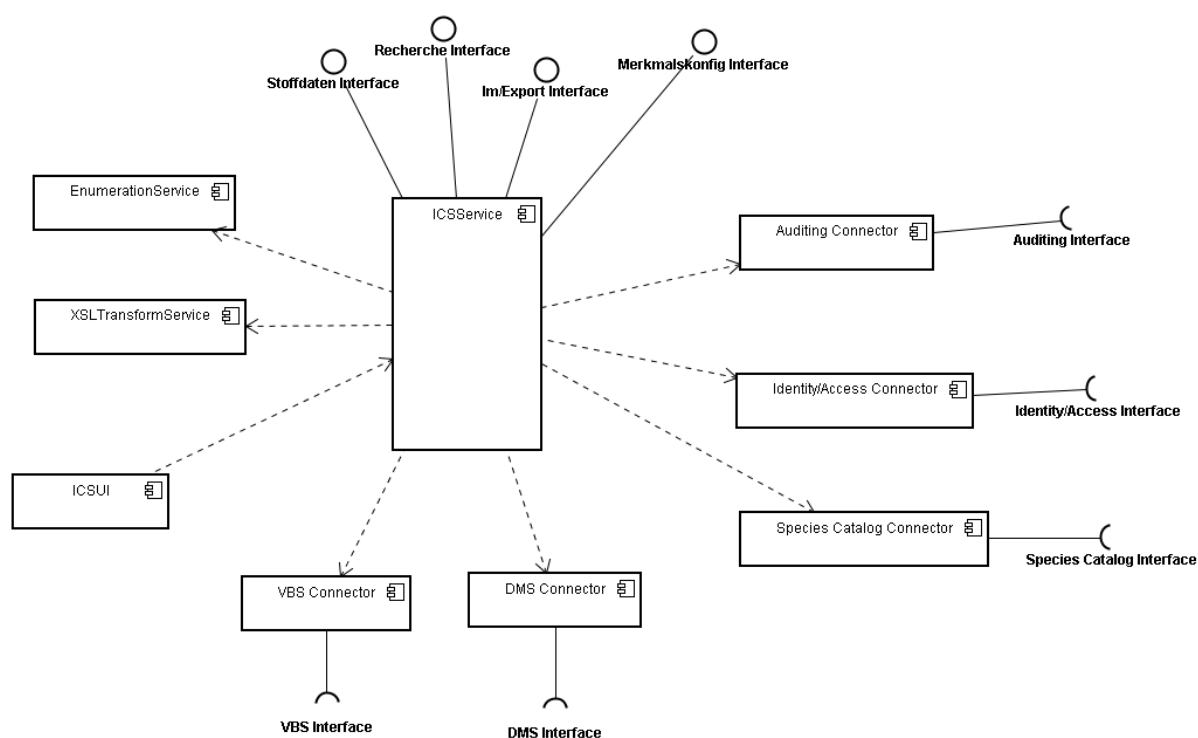 Recherche Interface
Stoffdaten Interface
Im/Export Interface
Merkmalskonfig Interface
EnumerationService
ICSService
Auditing Connector
Auditing Interface
XSLTransformService
Identity/Access Connector
Identity/Access Interface
ICSUI
Species Catalog Connector
Species Catalog Interface
VBS Connector
DMS Connector
VBS Interface
DMS Interface